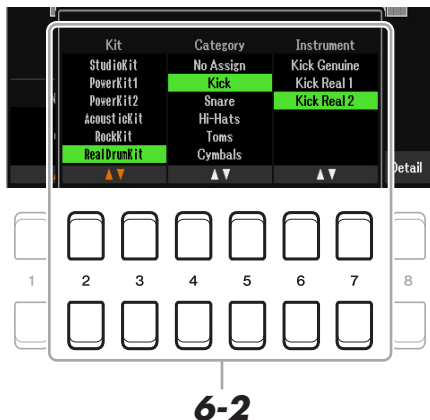 Kit Category Instrument
StudioKit No Assign Kick Genuine
PowerKit1 Kick Kick Real 1
PowerKit2 Snare Kick Real 2
AcousticKit Hi-Hats
RockKit Toms
RealDrumKit Cymbals
▲▼ ▲▼ ▲▼
Detail
1 2 3 4 5 6 7 8
6-2